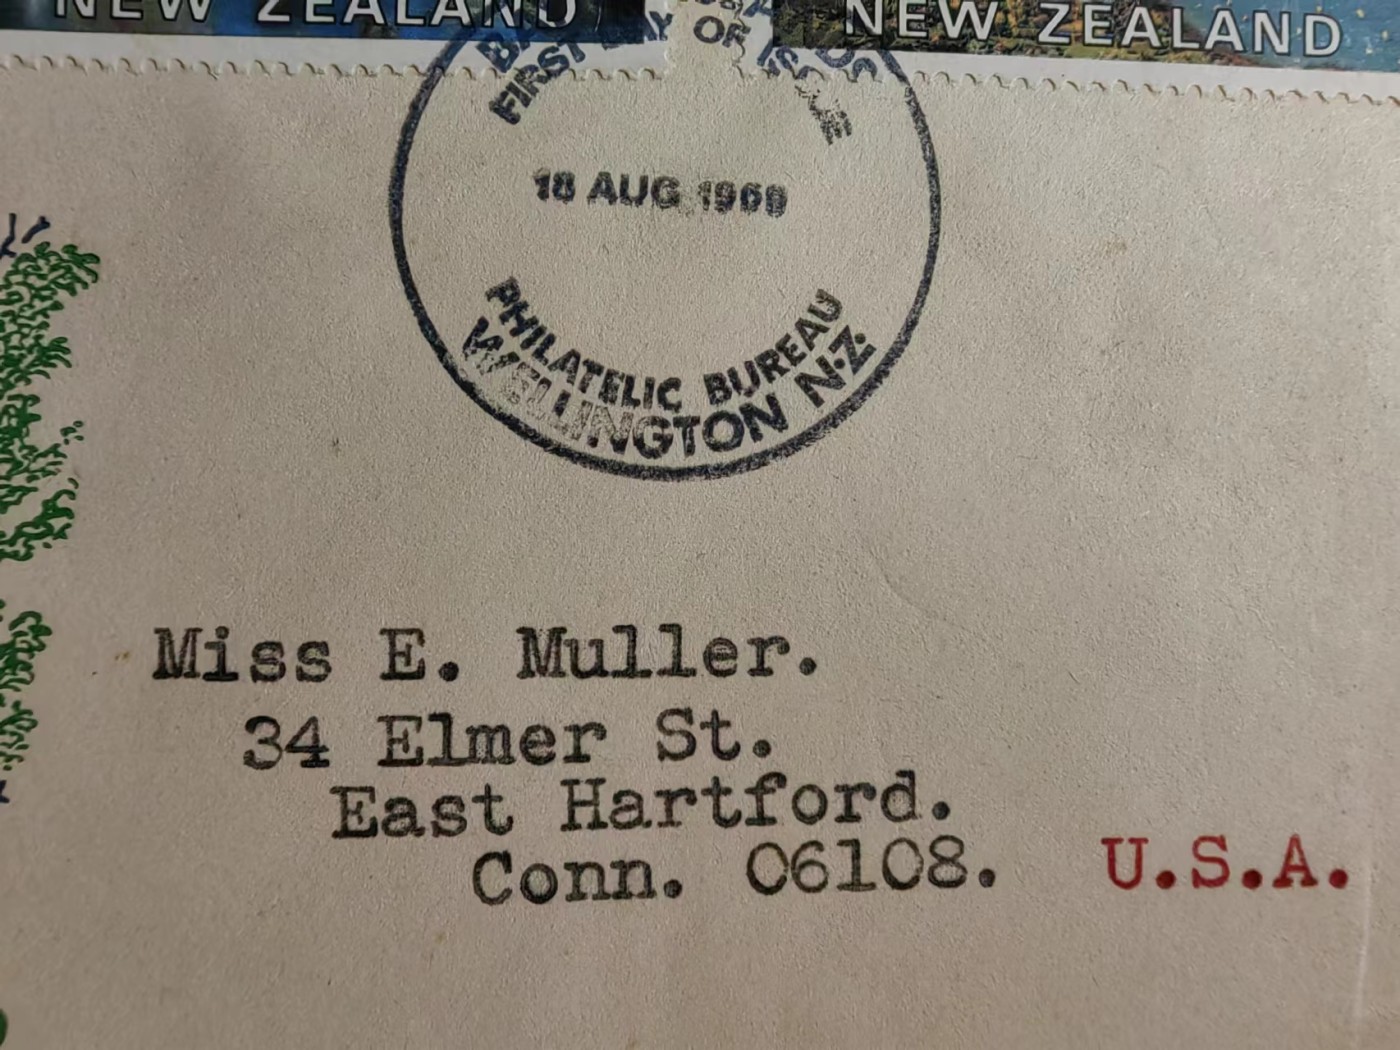 NEW ZEALAND
NEW ZEALAND
FIRST DAY OF ISSUE
18 AUG 1969
PHILATELIC BUREAU
WELLINGTON N.Z.
Miss E. Muller.
34 Elmer St.
East Hartford.
Conn. 06108. U.S.A.